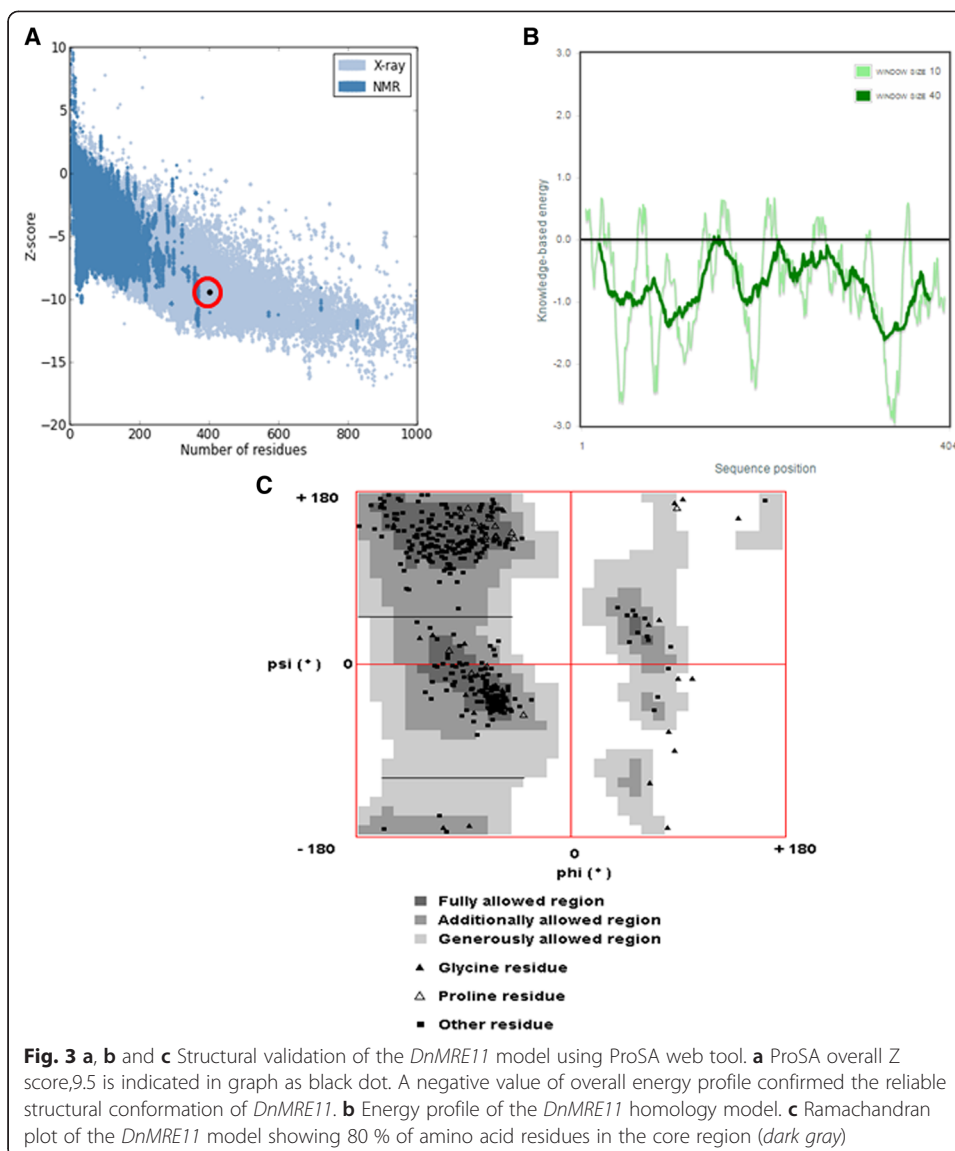 A
B
10
5
0
−5
−10
−15
−20
Z-score
X-ray
NMR
0
200
400
600
800
1000
Number of residues
3.0
2.0
1.0
0.0
-1.0
-2.0
-3.0
Knowledge-based energy
WINDOW SIZE 10
WINDOW SIZE 40
1
404
Sequence position
C
+ 180
psi (°)
0
- 180
0
+ 180
phi (°)
Fully allowed region
Additionally allowed region
Generously allowed region
Glycine residue
Proline residue
Other residue
Fig. 3 a, b and c Structural validation of the DnMRE11 model using ProSA web tool. a ProSA overall Z
score,9.5 is indicated in graph as black dot. A negative value of overall energy profile confirmed the reliable
structural conformation of DnMRE11. b Energy profile of the DnMRE11 homology model. c Ramachandran
plot of the DnMRE11 model showing 80 % of amino acid residues in the core region (dark gray)